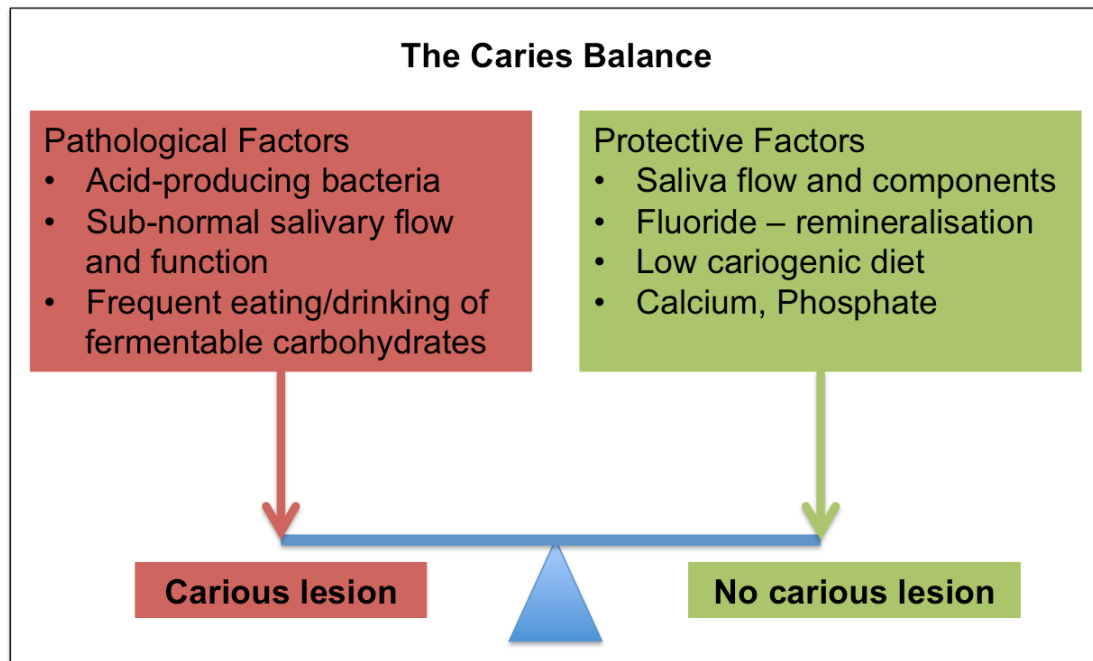 The Caries Balance
Pathological Factors
• Acid-producing bacteria
• Sub-normal salivary flow
and function
• Frequent eating/drinking of
fermentable carbohydrates
Protective Factors
• Saliva flow and components
• Fluoride – remineralisation
• Low cariogenic diet
• Calcium, Phosphate
Carious lesion
No carious lesion